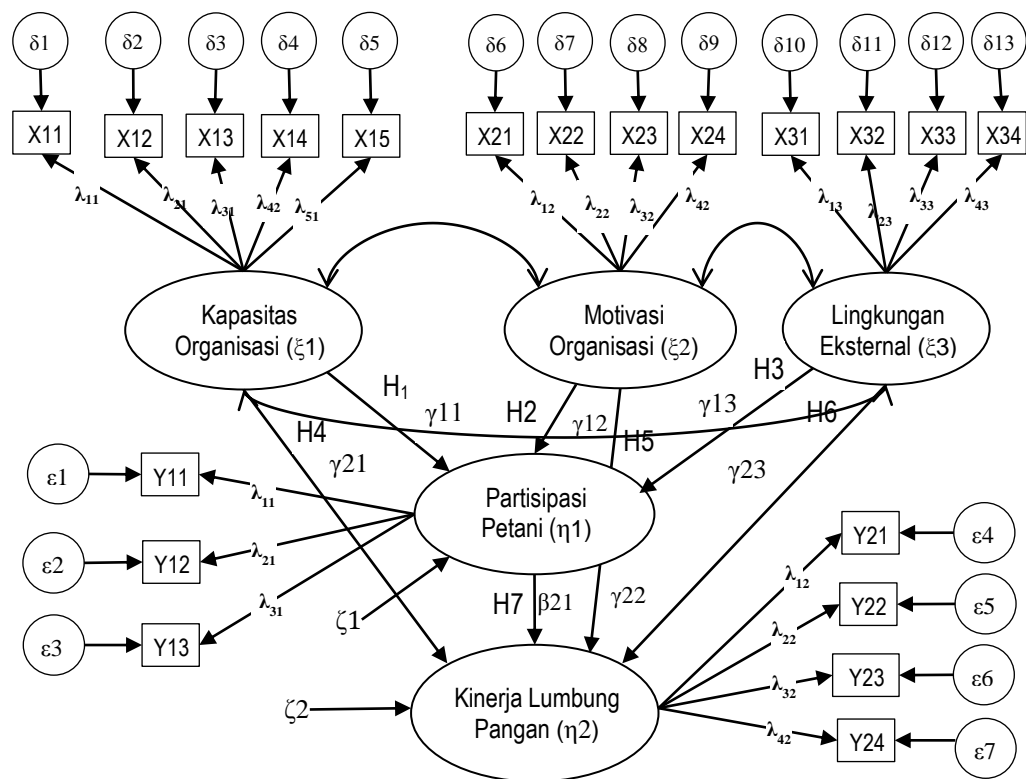 δ1
δ2
δ3
δ4
δ5
δ6
δ7
δ8
δ9
δ10
δ11
δ12
δ13
X11
X12
X13
X14
X15
X21
X22
X23
X24
X31
X32
X33
X34
λ11
λ21
λ31
λ42
λ51
λ12
λ22
λ32
λ42
λ13
λ23
λ33
λ43
Kapasitas
Organisasi (ξ1)
Motivasi
Organisasi (ξ2)
Lingkungan
Eksternal (ξ3)
H1
γ11
H2
γ12
H3
γ13
H4
γ21
H5
H6
γ23
ε1
Y11
λ11
ε2
Y12
λ21
ε3
Y13
λ31
Partisipasi
Petani (η1)
ζ1
H7
β21
γ22
ζ2
Kinerja Lumbung
Pangan (η2)
λ12
Y21
ε4
λ22
Y22
ε5
λ32
Y23
ε6
λ42
Y24
ε7